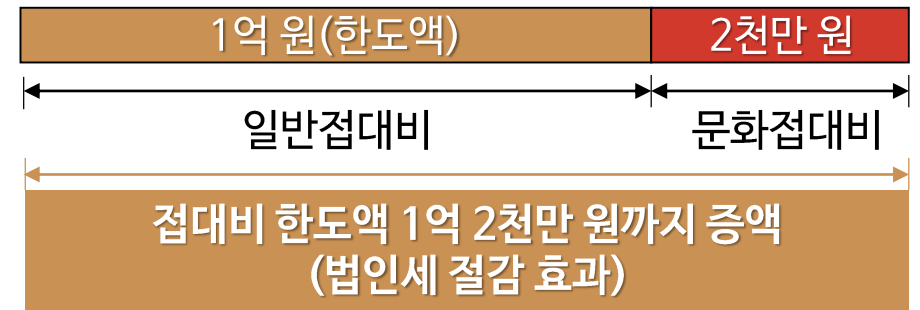 1억 원(한도액) 2천만 원
일반접대비 문화접대비
접대비 한도액 1억 2천만 원까지 증액
(법인세 절감 효과)